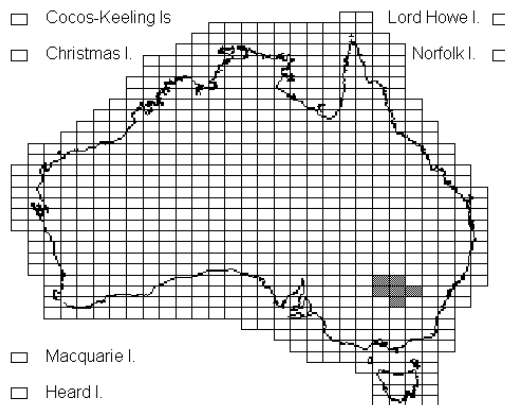 Cocos-Keeling Is
Lord Howe I.
Christmas I.
Norfolk I.
Macquarie I.
Heard I.